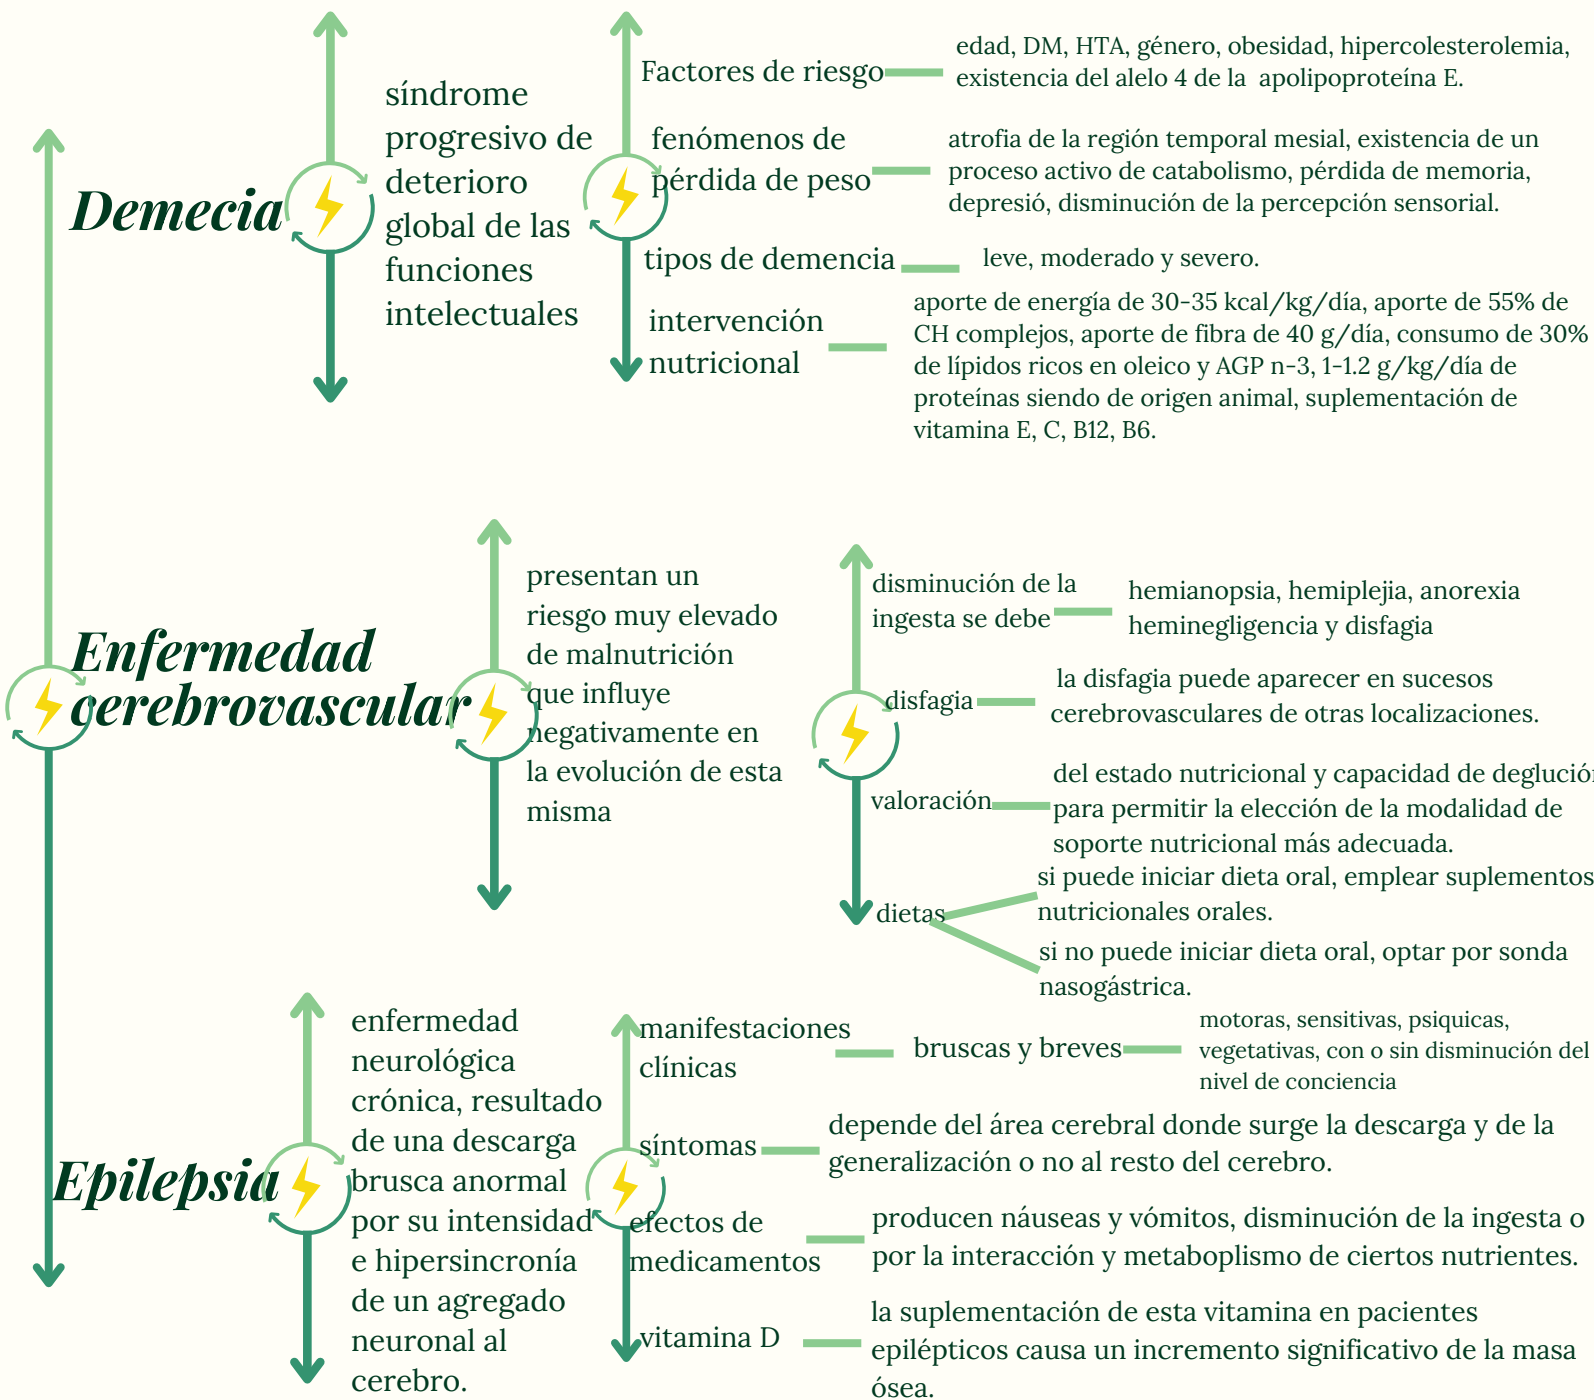 Demecia
síndrome
progresivo de
deterioro
global de las
funciones
intelectuales
Factores de riesgo
edad, DM, HTA, género, obesidad, hipercolesterolemia,
existencia del alelo 4 de la apolipoproteína E.
fenómenos de
pérdida de peso
atrofia de la región temporal mesial, existencia de un
proceso activo de catabolismo, pérdida de memoria,
depresió, disminución de la percepción sensorial.
tipos de demencia
leve, moderado y severo.
intervención
nutricional
aporte de energía de 30-35 kcal/kg/día, aporte de 55% de
CH complejos, aporte de fibra de 40 g/día, consumo de 30%
de lípidos ricos en oleico y AGP n-3, 1-1.2 g/kg/día de
proteínas siendo de origen animal, suplementación de
vitamina E, C, B12, B6.
Enfermedad
cerebrovascular
presentan un
riesgo muy elevado
de malnutrición
que influye
negativamente en
la evolución de esta
misma
disminución de la
ingesta se debe
hemianopsia, hemiplejia, anorexia
heminegligencia y disfagia
disfagia
la disfagia puede aparecer en sucesos
cerebrovasculares de otras localizaciones.
valoración
del estado nutricional y capacidad de deglución
para permitir la elección de la modalidad de
soporte nutricional más adecuada.
dietas
si puede iniciar dieta oral, emplear suplementos
nutricionales orales.
si no puede iniciar dieta oral, optar por sonda
nasogástrica.
Epilepsia
enfermedad
neurológica
crónica, resultado
de una descarga
brusca anormal
por su intensidad
e hipersincronía
de un agregado
neuronal al
cerebro.
manifestaciones
clínicas
bruscas y breves
motoras, sensitivas, psiquicas,
vegetativas, con o sin disminución del
nivel de conciencia
síntomas
depende del área cerebral donde surge la descarga y de la
generalización o no al resto del cerebro.
efectos de
medicamentos
producen náuseas y vómitos, disminución de la ingesta o
por la interacción y metaboplismo de ciertos nutrientes.
vitamina D
la suplementación de esta vitamina en pacientes
epilépticos causa un incremento significativo de la masa
ósea.